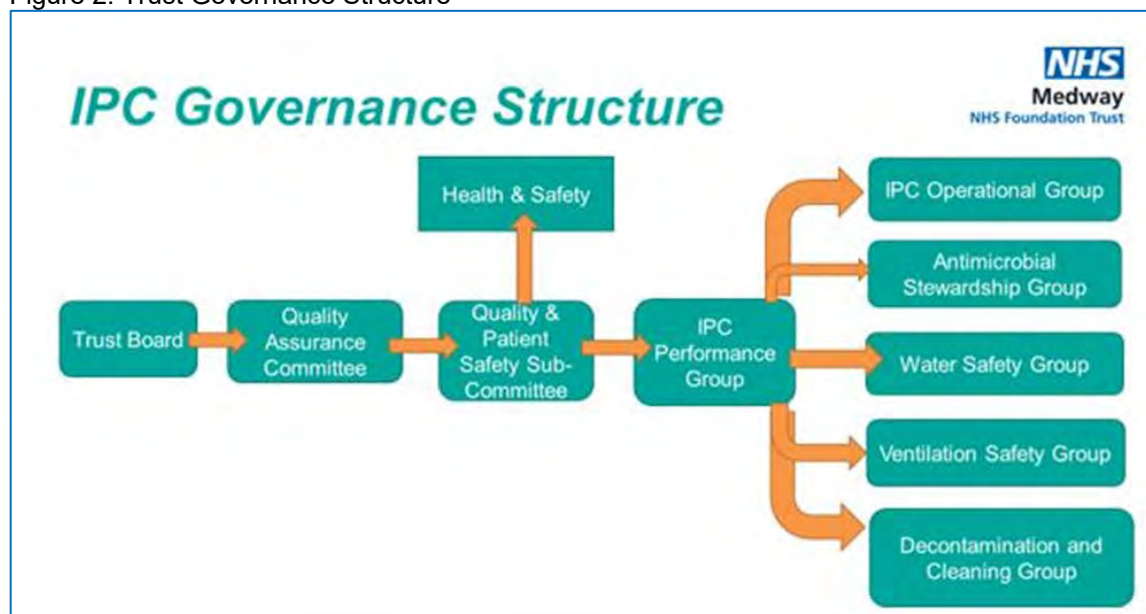 Figure 2: Trust Governance Structure
IPC Governance Structure
NHS
Medway
NHS Foundation Trust
Health & Safety
IPC Operational Group
Antimicrobial
Stewardship Group
Trust Board
Quality
Assurance
Committee
Quality &
Patient
Safety Sub-
Committee
IPC
Performance
Group
Water Safety Group
Ventilation Safety Group
Decontamination and
Cleaning Group